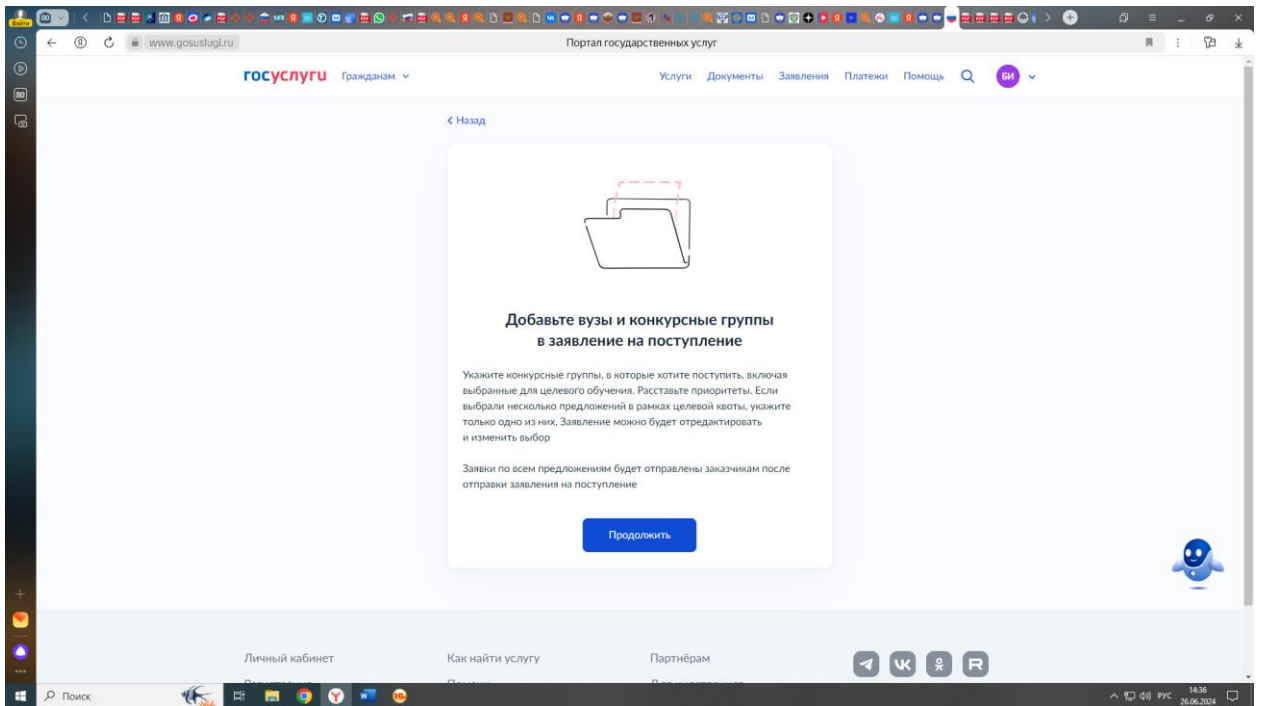 Войти
80
www.gosuslugi.ru
Портал государственных услуг
80
госуслуги Гражданам
Услуги Документы Заявления Платежи Помощь
БИ
Назад
Добавьте вузы и конкурсные группы
в заявление на поступление
Укажите конкурсные группы, в которые хотите поступить, включая
выбранные для целевого обучения. Расставьте приоритеты. Если
выбрали несколько предложений в рамках целевой квоты, укажите
только одно из них. Заявление можно будет отредактировать
и изменить выбор
Заявки по всем предложениям будет отправлены заказчикам после
отправки заявления на поступление
Продолжить
Личный кабинет Как найти услугу Партнёрам
Поиск
РУС
14:36
26.06.2024